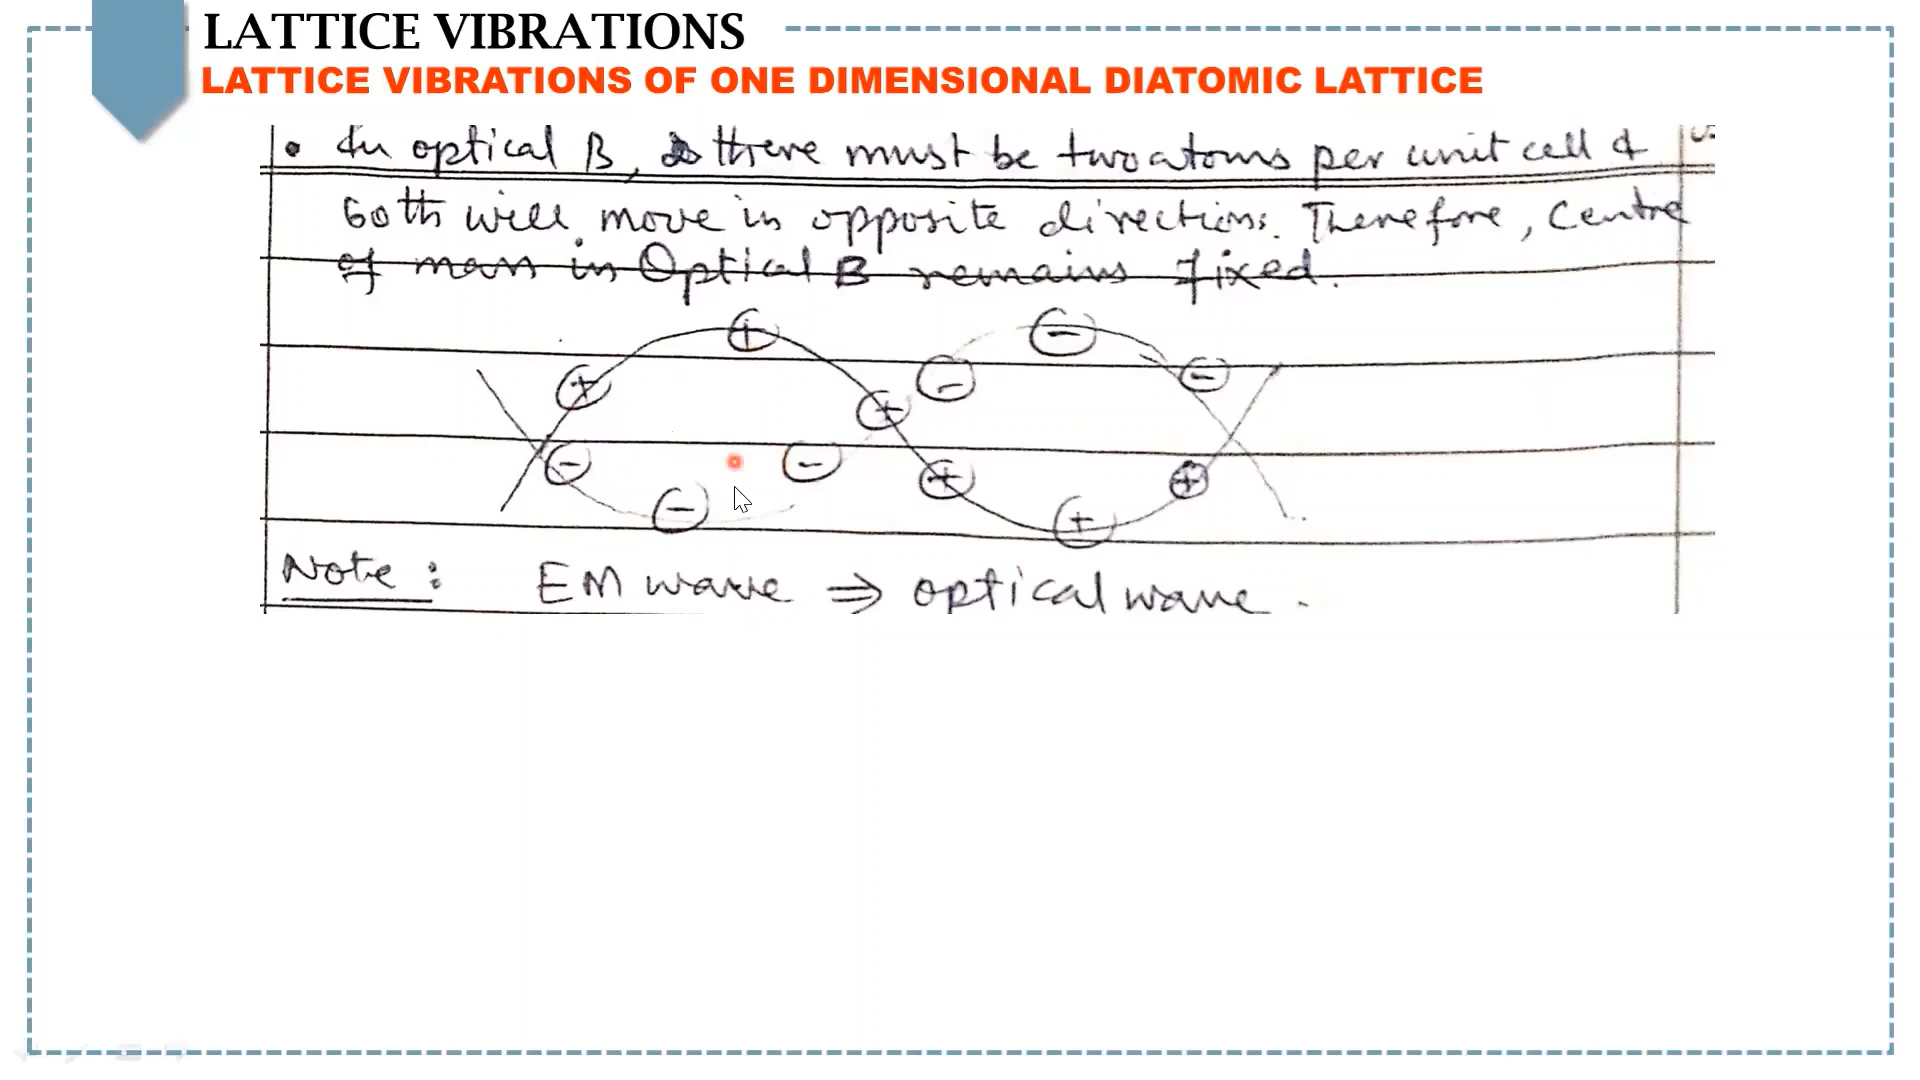 LATTICE VIBRATIONS
LATTICE VIBRATIONS OF ONE DIMENSIONAL DIATOMIC LATTICE
• In optical B, there must be two atoms per unit cell &
both will move in opposite directions. Therefore, Centre
of mass in Optical B remains fixed.
+ -
+ - -
+
- - + +
- +
Note: EM wave ⇒ optical wave.